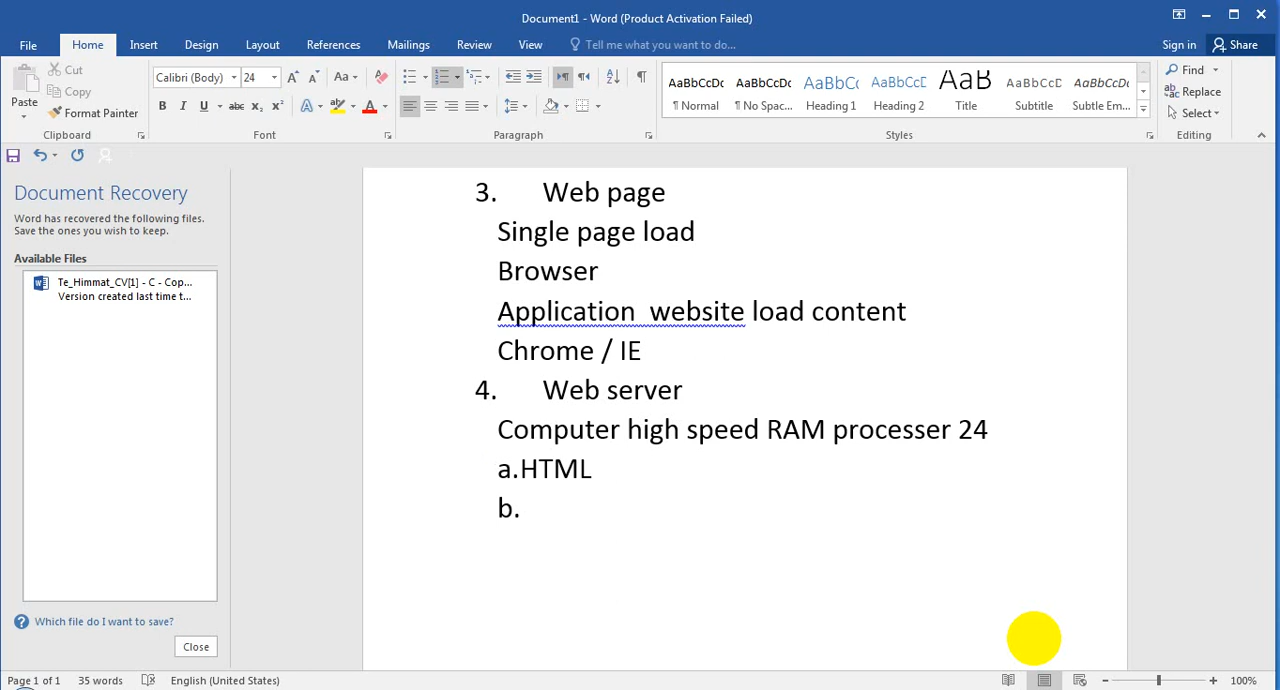 Document1 - Word (Product Activation Failed)
File Home Insert Design Layout References Mailings Review View Tell me what you want to do... Sign in Share
Paste
Cut
Copy
Format Painter
Clipboard
Calibri (Body) 24 Aa
B I U abc x₂ x² A A
Font
Paragraph
AaBbCcDc AaBbCcDc AaBbCc AaBbCcD AaB AaBbCcD AaBbCcDc
¶ Normal ¶ No Spac... Heading 1 Heading 2 Title Subtitle Subtle Em...
Styles
Find
Replace
Select
Editing
Document Recovery
Word has recovered the following files.
Save the ones you wish to keep.
Available Files
Te_Himmat_CV[1] - C - Cop...
Version created last time t...
Which file do I want to save?
Close
3. Web page
Single page load
Browser
Application  website load content
Chrome / IE
4. Web server
Computer high speed RAM processer 24
a.HTML
b.
Page 1 of 1 35 words English (United States) 100%